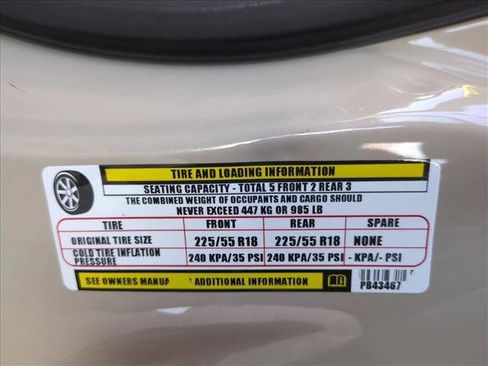 TIRE AND LOADING INFORMATION
SEATING CAPACITY - TOTAL 5 FRONT 2 REAR 3
THE COMBINED WEIGHT OF OCCUPANTS AND CARGO SHOULD
NEVER EXCEED 447 KG OR 985 LB
TIRE FRONT REAR SPARE
ORIGINAL TIRE SIZE 225/55 R18 225/55 R18 NONE
COLD TIRE INFLATION
PRESSURE 240 KPA/35 PSI 240 KPA/35 PSI - KPA/- PSI
SEE OWNERS ADDITIONAL INFORMATION
PB43467